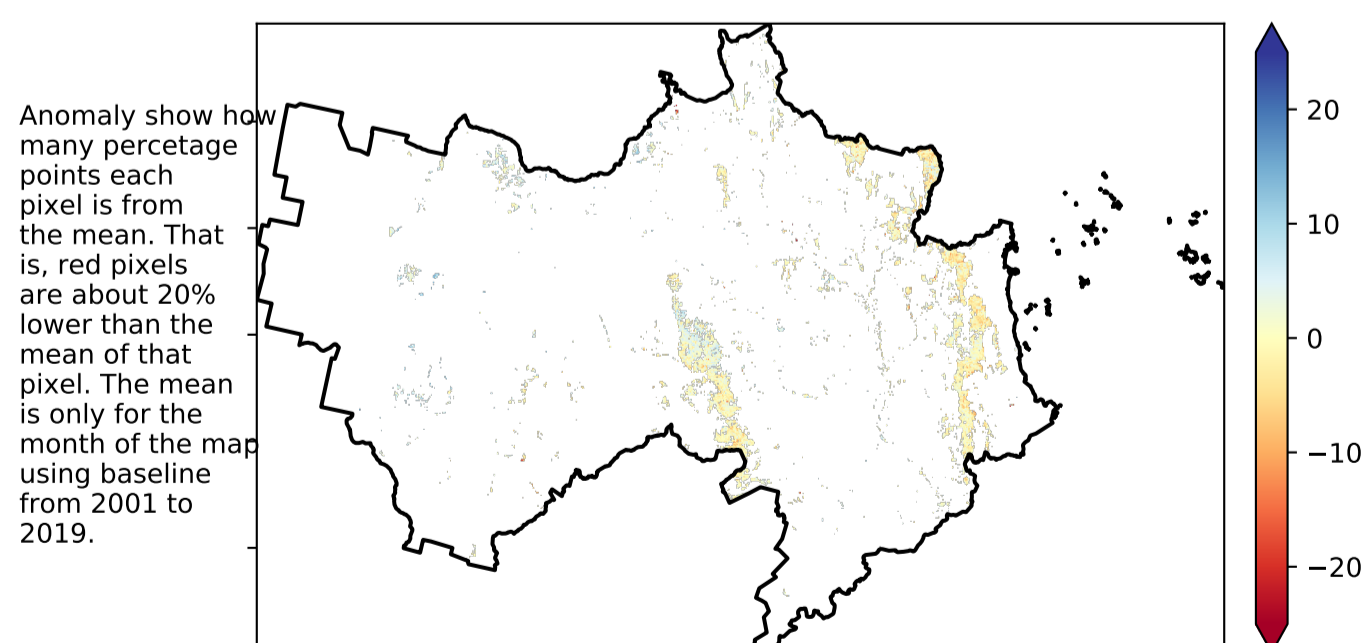 Anomaly show how
many percetage
points each
pixel is from
the mean. That
is, red pixels
are about 20%
lower than the
mean of that
pixel. The mean
is only for the
month of the map
using baseline
from 2001 to
2019.
20
10
0
−10
−20